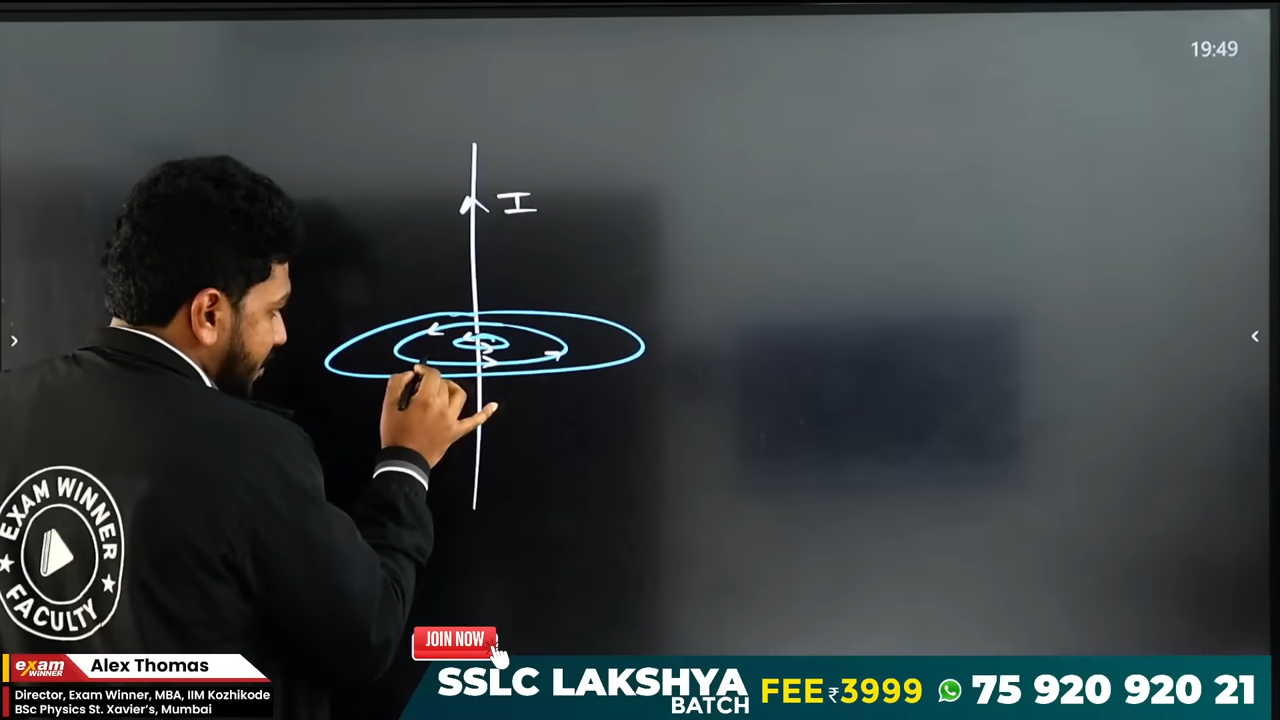 19:49
I
EXAM WINNER
FACULTY
JOIN NOW
exam
WINNER
Alex Thomas
Director, Exam Winner, MBA, IIM Kozhikode
BSc Physics St. Xavier's, Mumbai
SSLC LAKSHYA
BATCH
FEE ₹3999
75 920 920 21